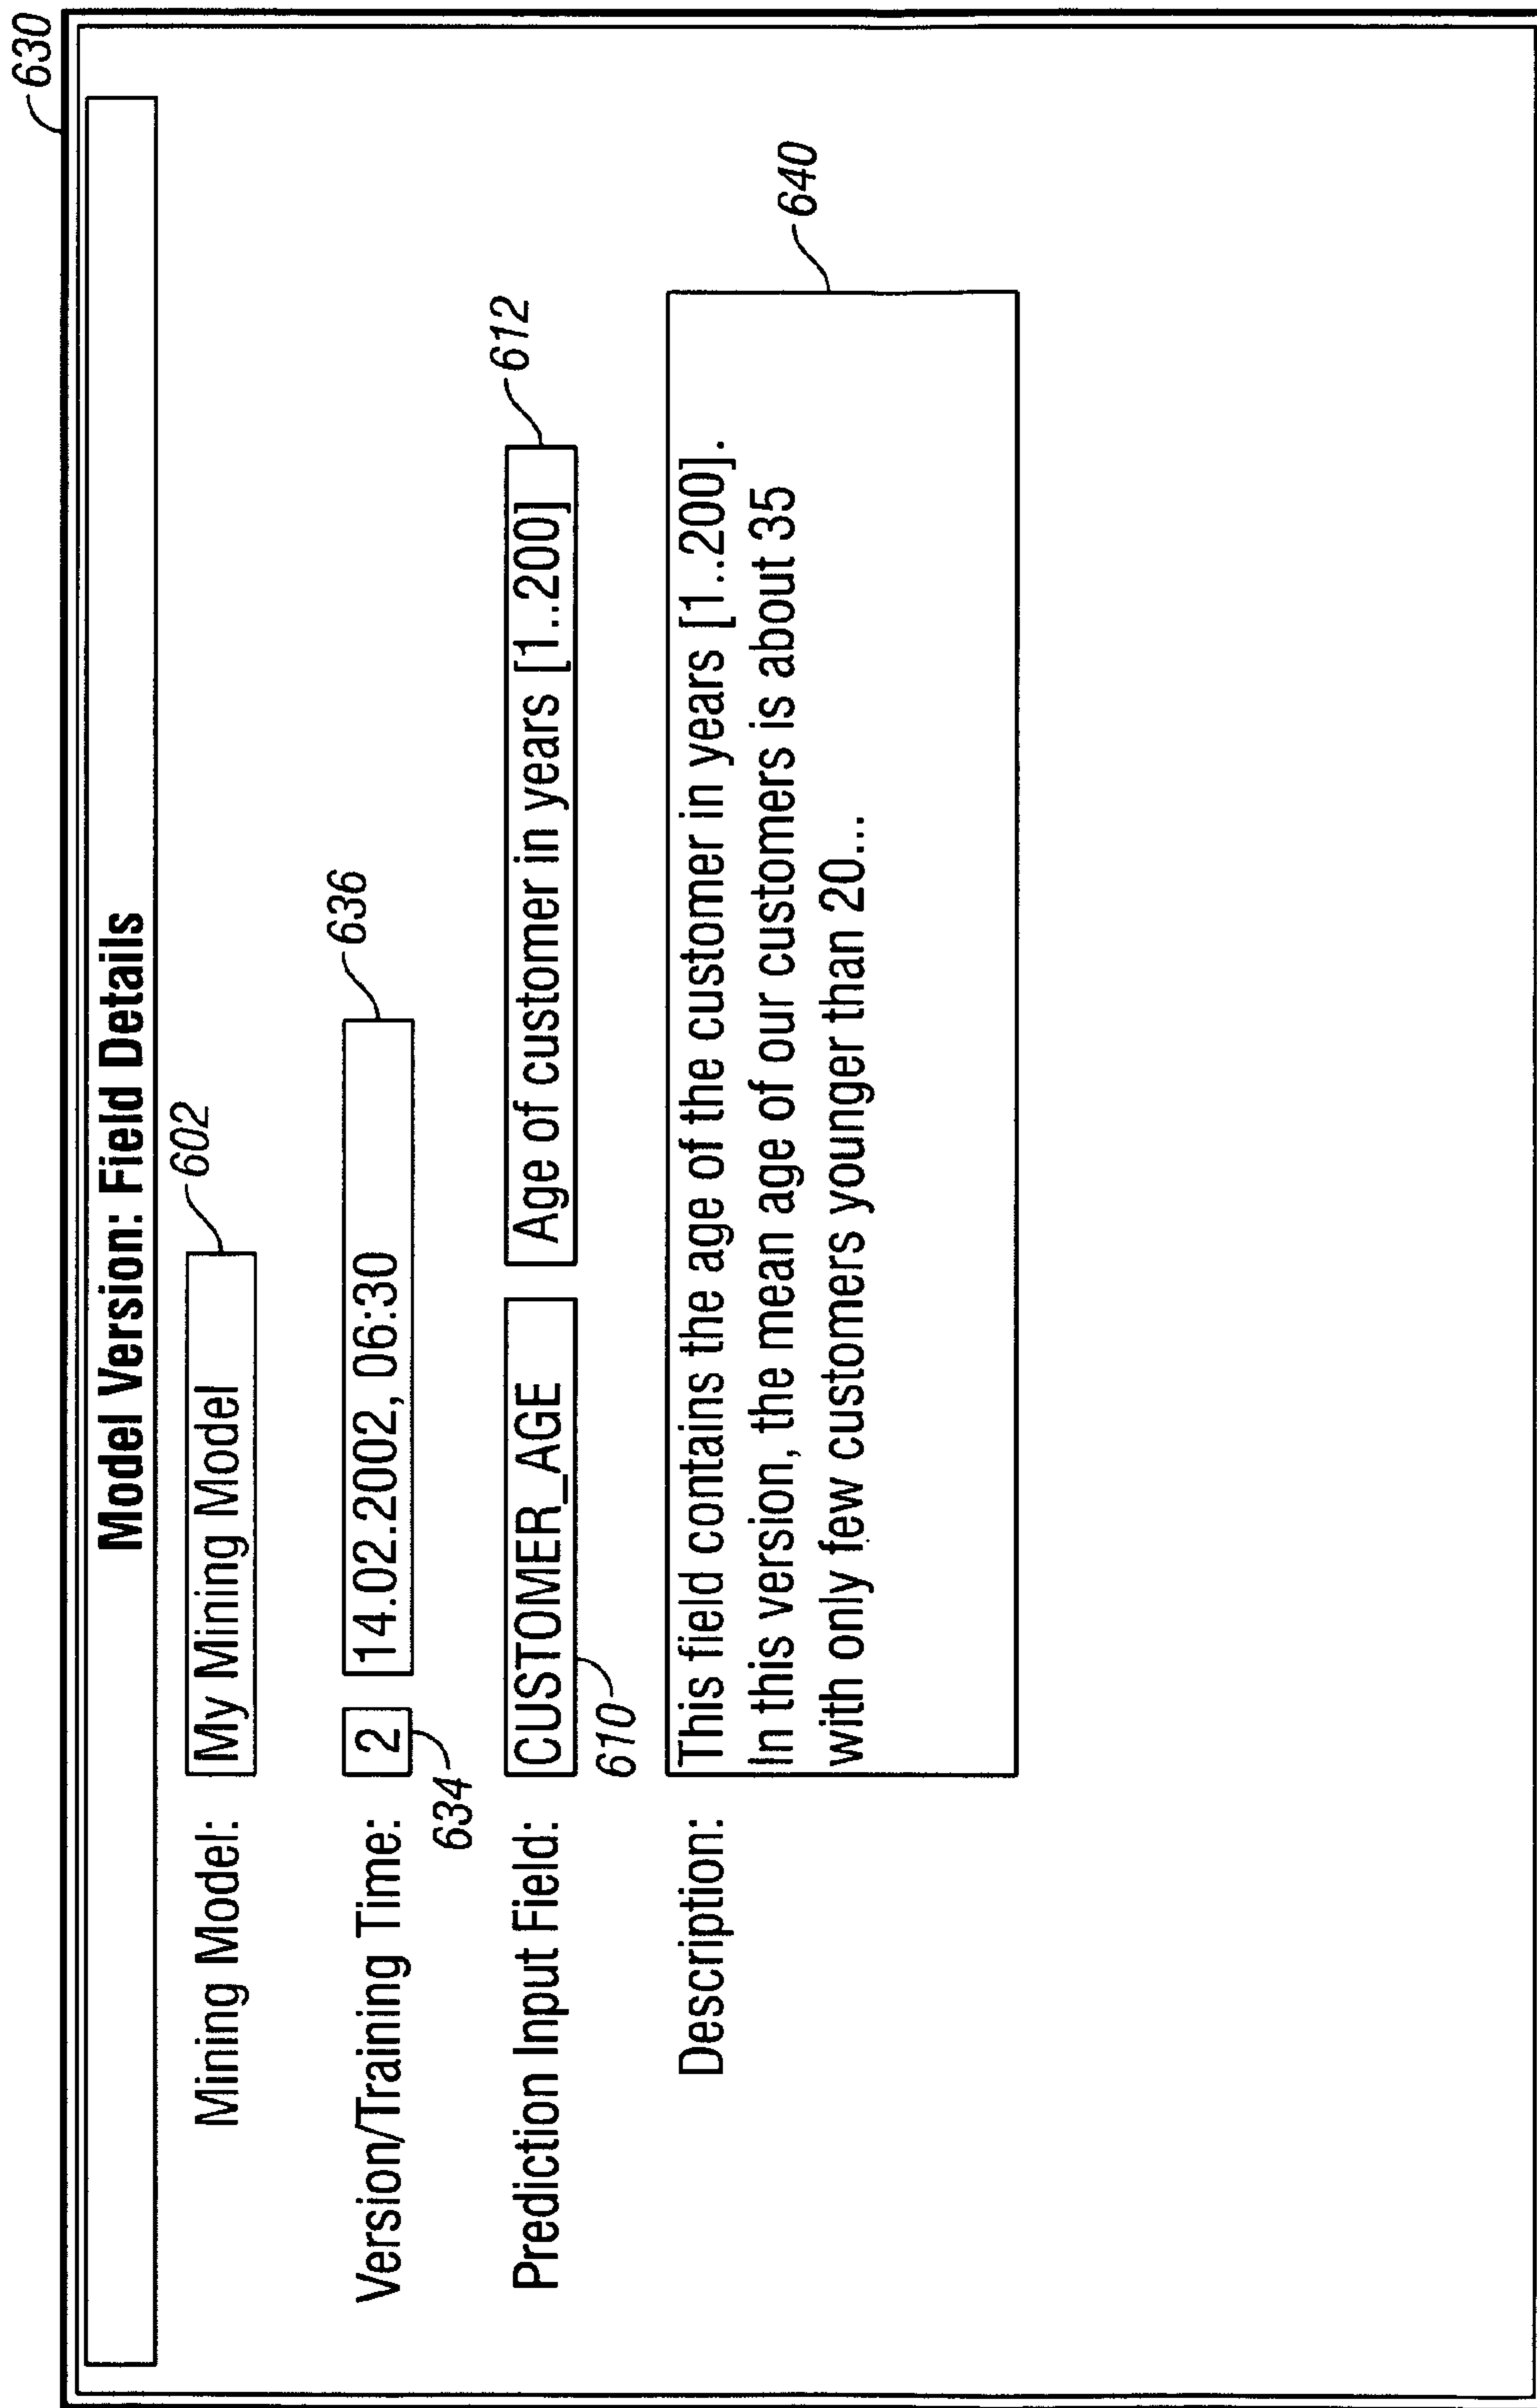 630
Model Version: Field Details
602
Mining Model: My Mining Model
636
Version/Training Time: 2 14.02.2002, 06:30
634
612
Prediction Input Field: CUSTOMER_AGE Age of customer in years [1..200]
610
640
Description: This field contains the age of the customer in years [1..200].
In this version, the mean age of our customers is about 35
with only few customers younger than 20...